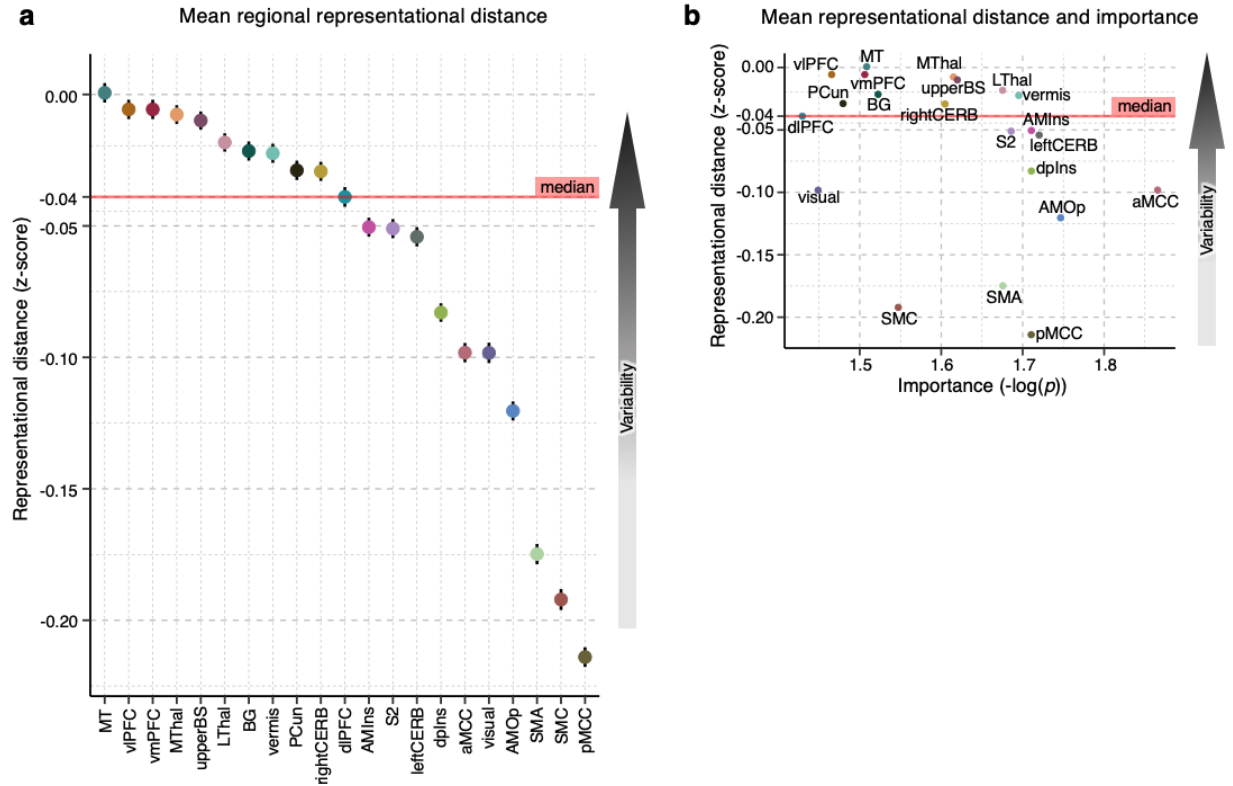 a
Mean regional representational distance
Representational distance (z-score)
0.00
-0.04
-0.05
-0.10
-0.15
-0.20
median
Variability
MT
vlPFC
vmPFC
MThal
upperBS
LThal
BG
vermis
PCun
rightCERB
dlPFC
AMIns
S2
leftCERB
dpIns
aMCC
visual
AMOp
SMA
SMC
pMCC
b
Mean representational distance and importance
Representational distance (z-score)
0.00
-0.04
-0.05
-0.10
-0.15
-0.20
vlPFC
MT
MThal
vmPFC
upperBS
LThal
PCun
BG
vermis
rightCERB
median
dlPFC
AMIns
S2
leftCERB
dpIns
visual
aMCC
AMOp
SMA
SMC
pMCC
1.5
1.6
1.7
1.8
Importance (-log(p))
Variability